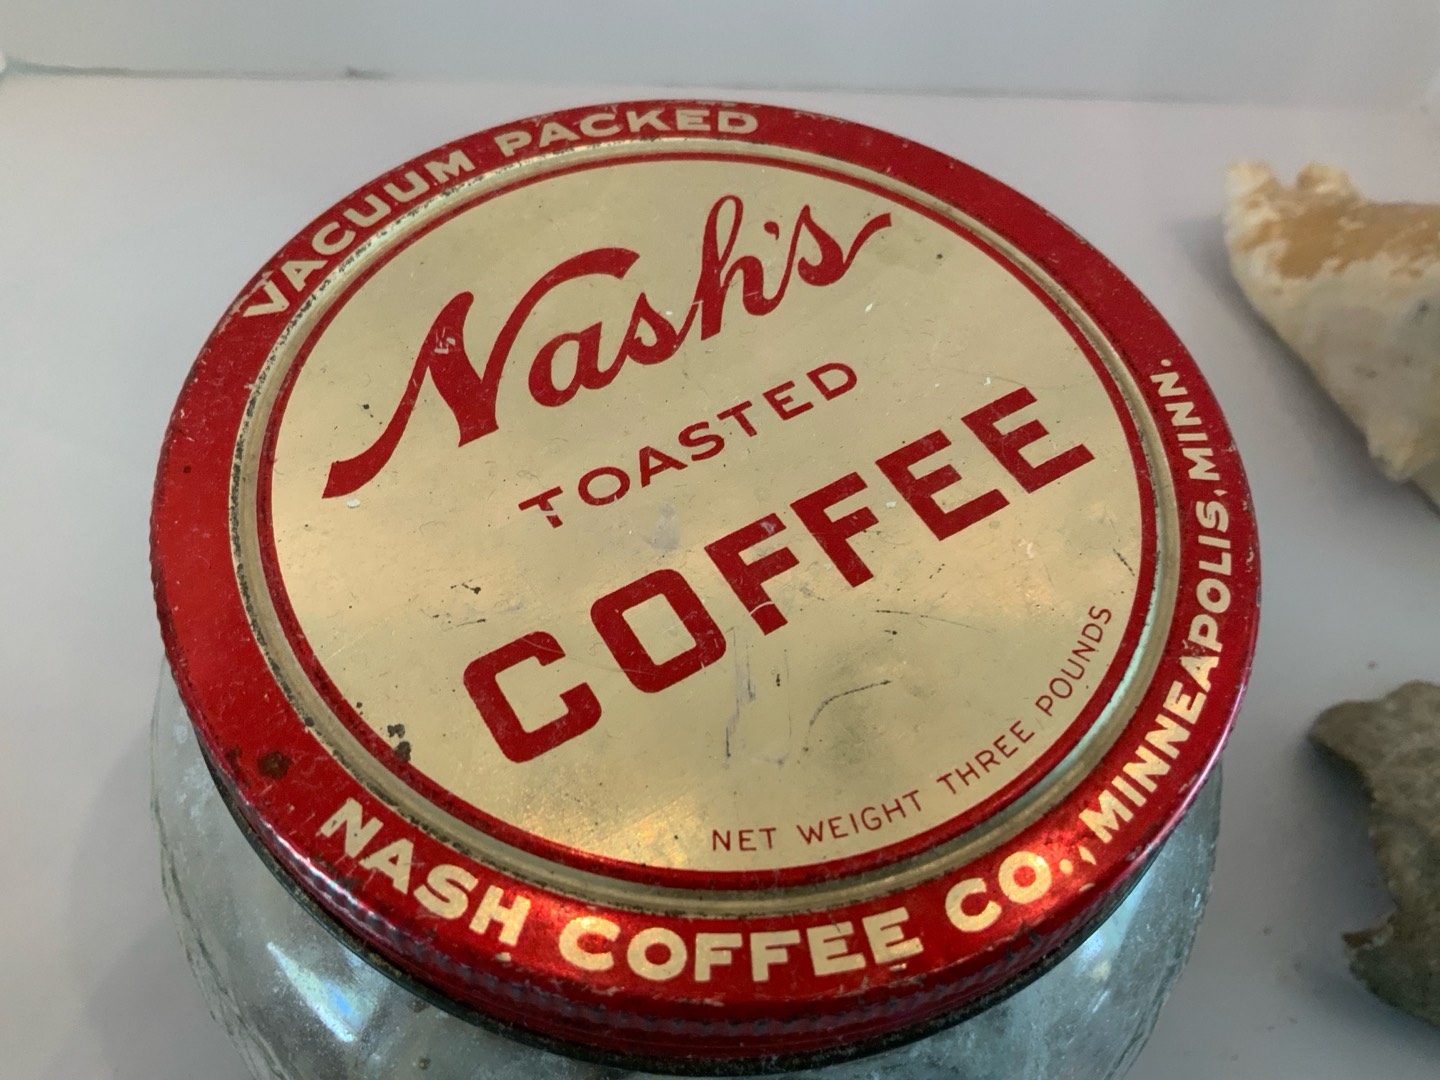 VACUUM PACKED
Nash's
TOASTED
COFFEE
NET WEIGHT THREE POUNDS
NASH COFFEE CO., MINNEAPOLIS, MINN.